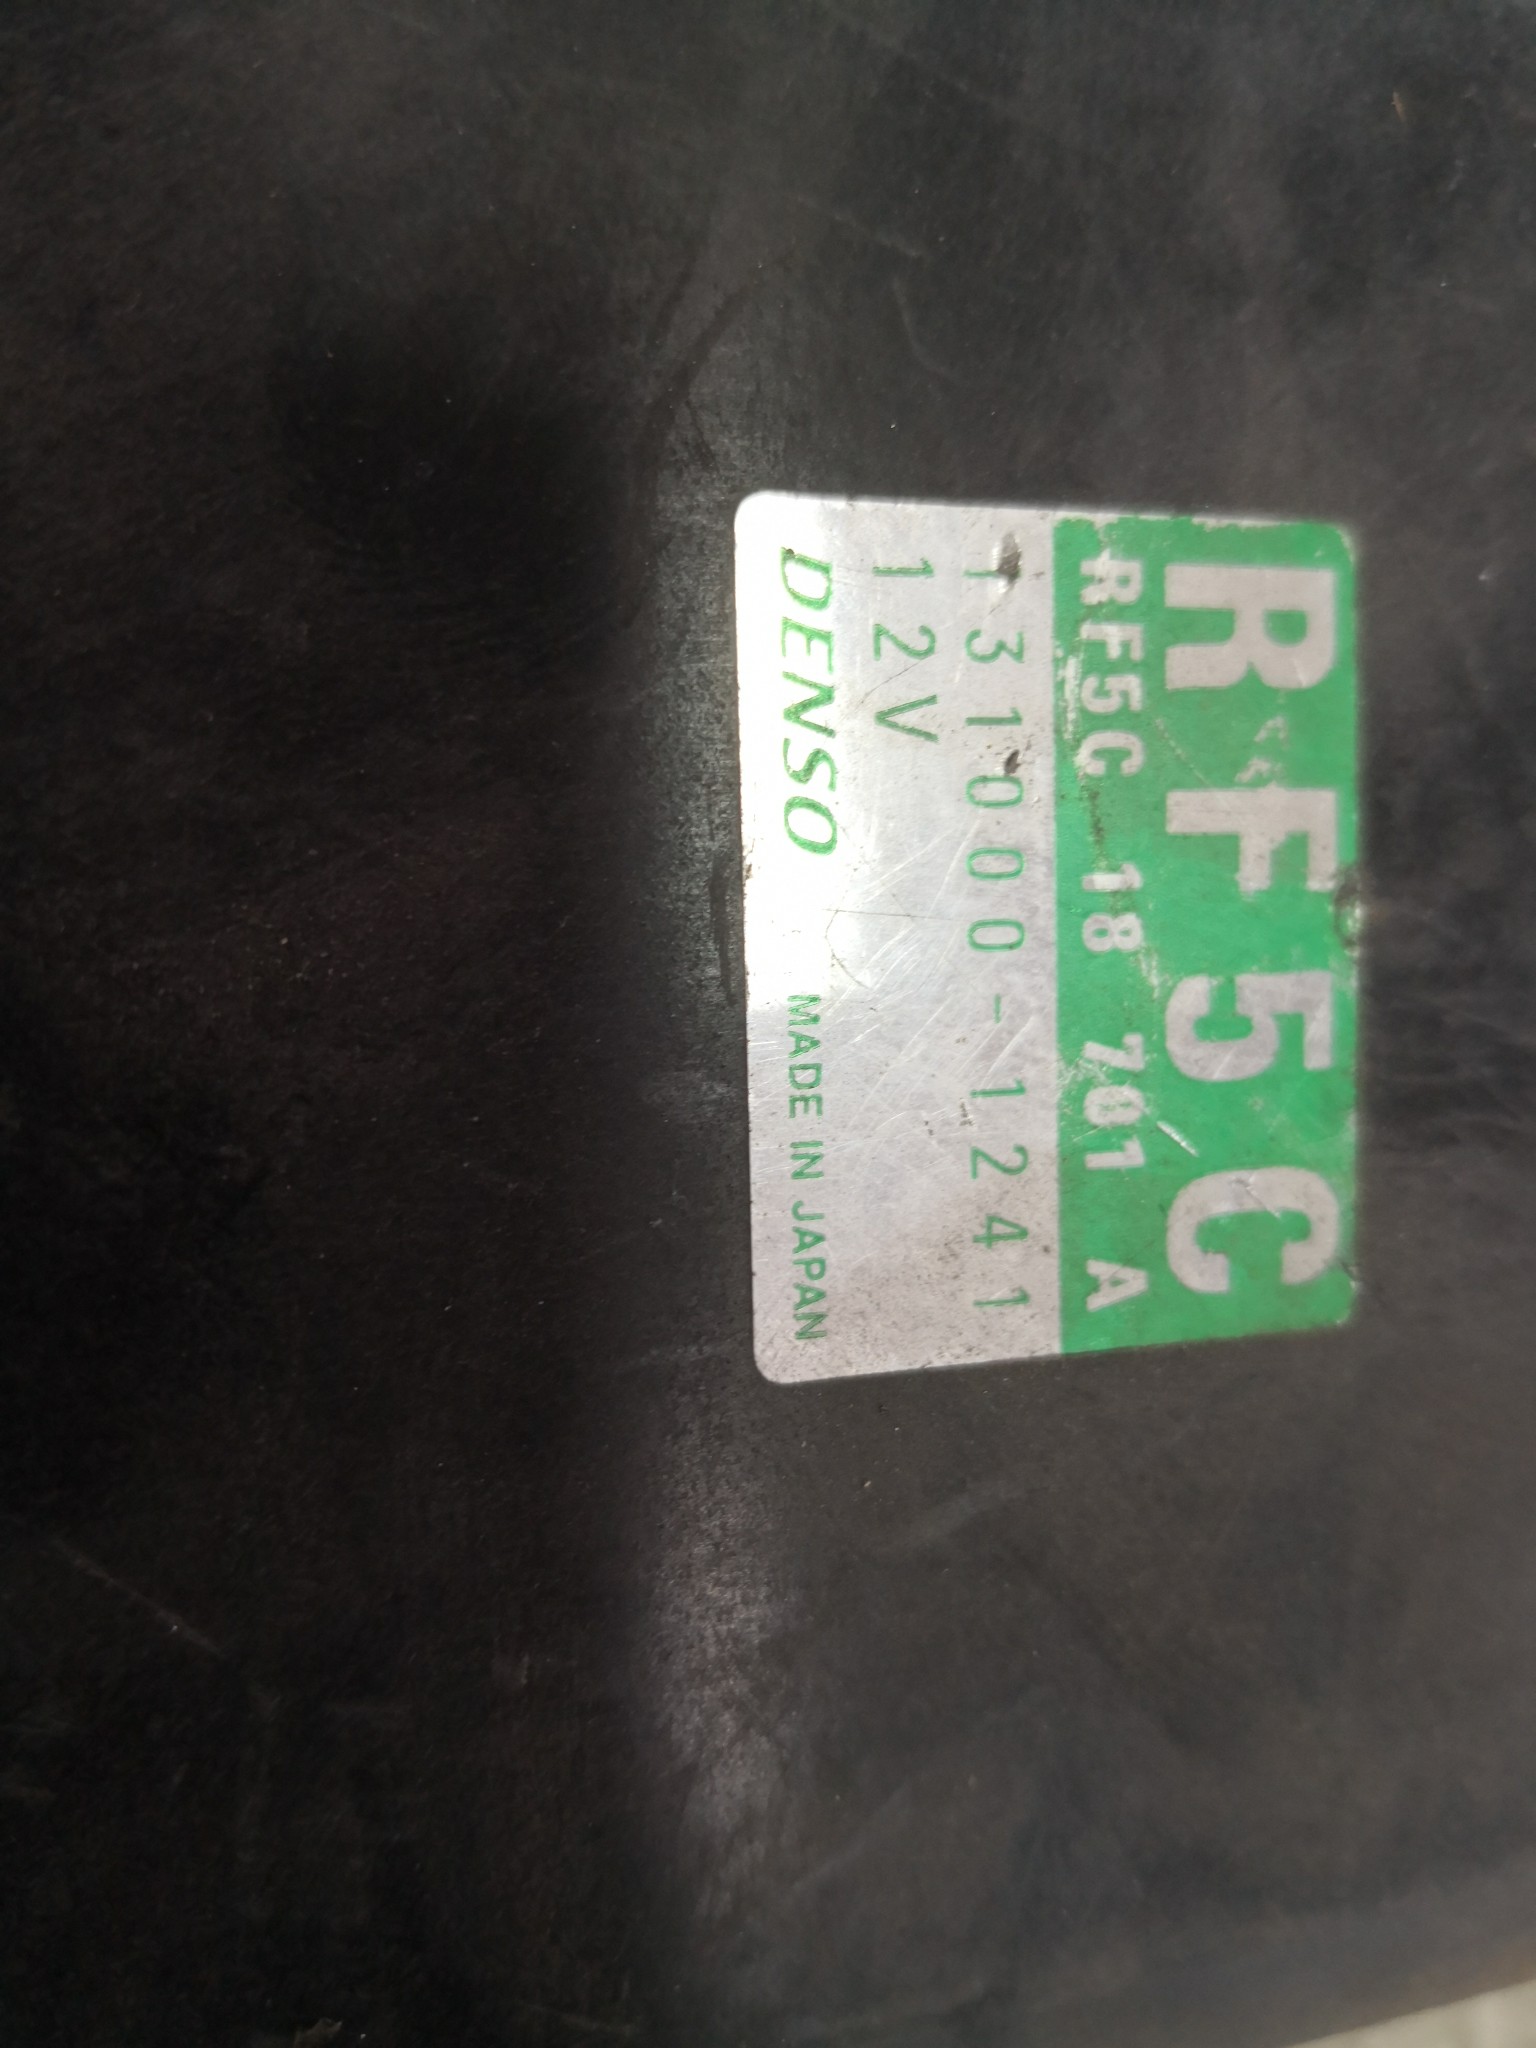 RF5C
RF5C 18 701 A
131000-1241
12V
DENSO MADE IN JAPAN